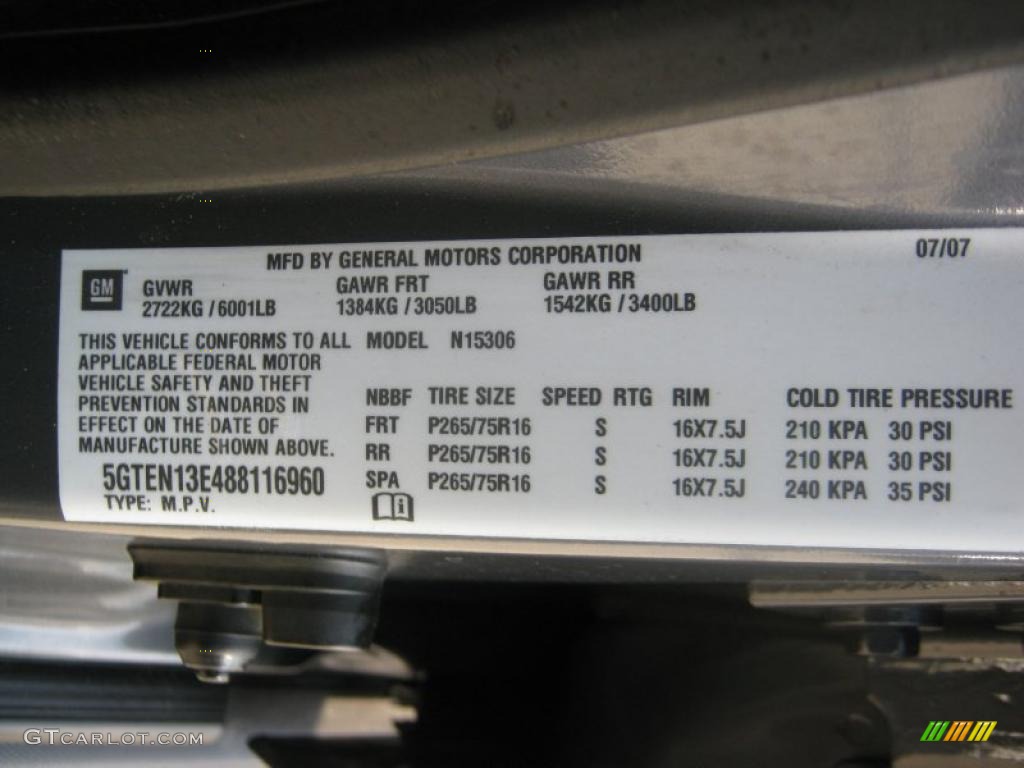 MFD BY GENERAL MOTORS CORPORATION 07/07
GM
GVWR GAWR FRT GAWR RR
2722KG / 6001LB 1384KG / 3050LB 1542KG / 3400LB
THIS VEHICLE CONFORMS TO ALL MODEL N15306
APPLICABLE FEDERAL MOTOR
VEHICLE SAFETY AND THEFT
PREVENTION STANDARDS IN
EFFECT ON THE DATE OF
MANUFACTURE SHOWN ABOVE.
5GTEN13E488116960
TYPE: M.P.V.
NBBF TIRE SIZE SPEED RTG RIM COLD TIRE PRESSURE
FRT P265/75R16 S 16X7.5J 210 KPA 30 PSI
RR P265/75R16 S 16X7.5J 210 KPA 30 PSI
SPA P265/75R16 S 16X7.5J 240 KPA 35 PSI
GTCARLOT.COM